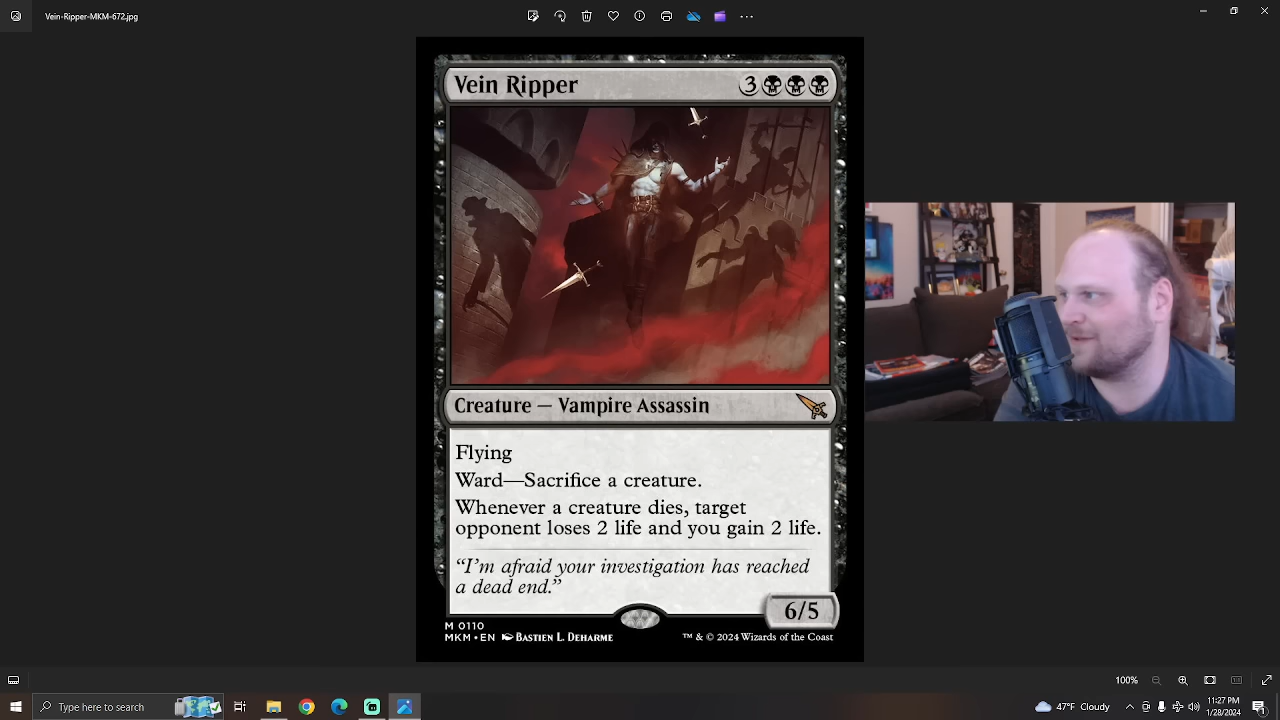 Vein-Ripper-MKM-67.jpg
Vein Ripper 3
Creature — Vampire Assassin
Flying
Ward—Sacrifice a creature.
Whenever a creature dies, target
opponent loses 2 life and you gain 2 life.
“I’m afraid your investigation has reached
a dead end.”
6/5
M 0110
MKM • EN Bastien L. Deharme
™ & © 2024 Wizards of the Coast
100%
Type here to search
47°F Cloudy
11:27 PM
1/28/2024